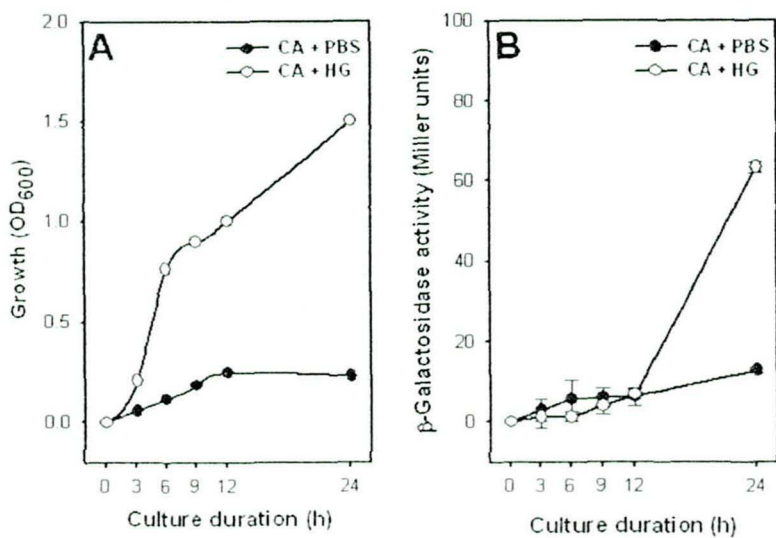 A
CA + PBS
CA + HG
2.0
1.5
1.0
0.5
0.0
Growth (OD600)
0 3 6 9 12 24
Culture duration (h)
B
CA + PBS
CA + HG
100
80
60
40
20
0
β-Galactosidase activity (Miller units)
0 3 6 9 12 24
Culture duration (h)